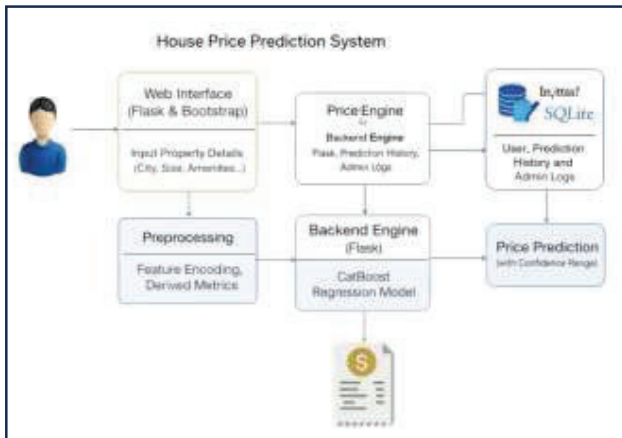 House Price Prediction System
Web Interface
(Flask & Bootstrap)
Input Property Details
(City, Size, Amenities...)
Price Engine
Backend Engine
Flask, Prediction History,
Admin Logs
SQLite
User, Prediction
History and
Admin Logs
Preprocessing
Feature Encoding,
Derived Metrics
Backend Engine
(Flask)
CatBoost
Regression Model
Price Prediction
(with Confidence Range)
$